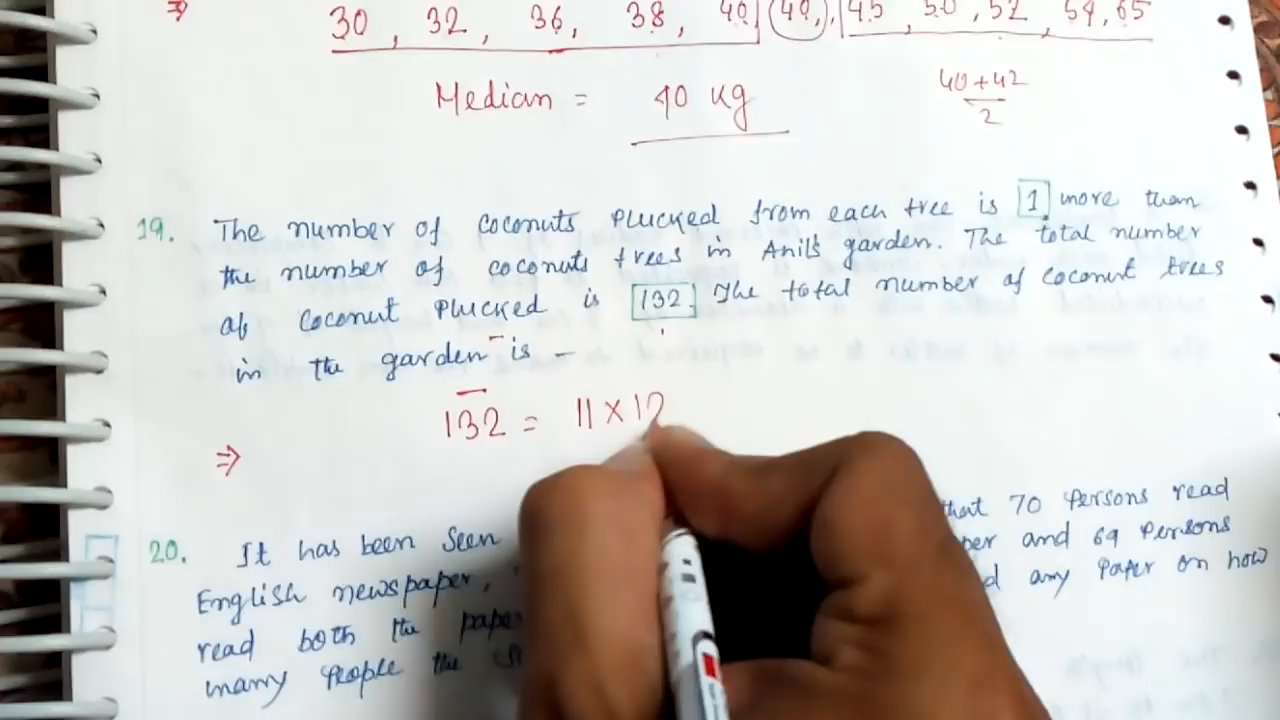 30 , 32 , 36 , 38 , 40 40 , 45 , 50 , 52 , 54 , 65
Median = 40 kg
40+42
2
19. The number of coconuts plucked from each tree is 1 more than
the number of coconuts trees in Anil's garden. The total number
of coconut plucked is 132 The total number of coconut trees
in the garden is -
⇒ 132 = 11 × 12
20. It has been seen that 70 persons read
English newspaper, and 69 persons
read both the any paper on how
many people the